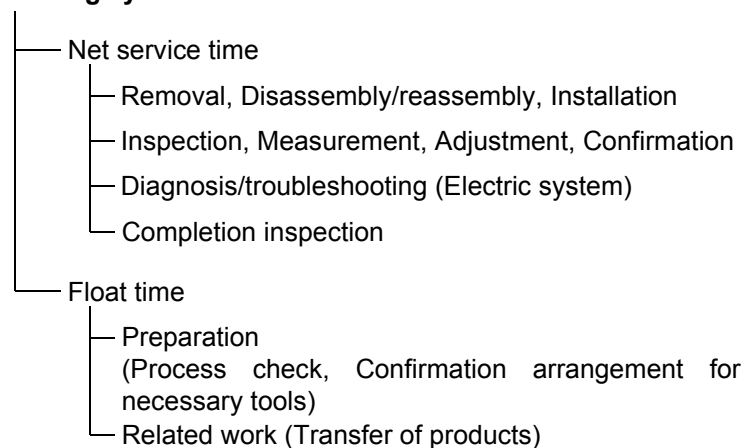 Net service time
Removal, Disassembly/reassembly, Installation
Inspection, Measurement, Adjustment, Confirmation
Diagnosis/troubleshooting (Electric system)
Completion inspection
Float time
Preparation
(Process check, Confirmation arrangement for
necessary tools)
Related work (Transfer of products)